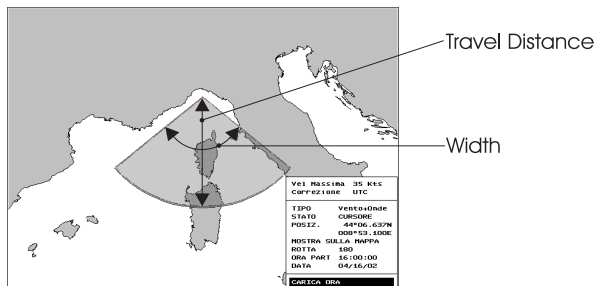 Travel Distance
Width
Vel Massima 35 Kts
Correzione UTC
TIPO Vento+Onde
STATO CURSORE
POSIZ. 44°06.637N
008°53.100E
MOSTRA SULLA MAPPA
ROTTA 180
ORA PART 16:00:00
DATA 04/16/02
CARICA ORA